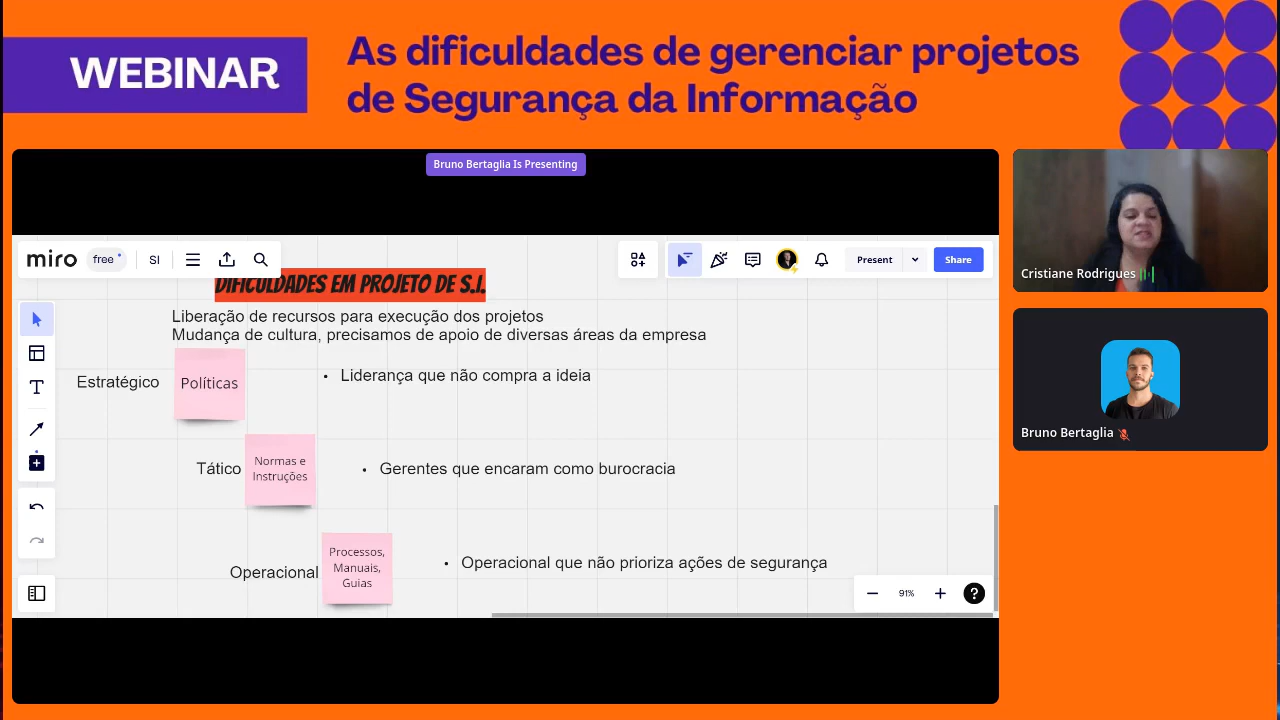 WEBINAR
As dificuldades de gerenciar projetos
de Segurança da Informação
Bruno Bertaglia Is Presenting
miro
free
SI
Present
Share
DIFICULDADES EM PROJETO DE S.I.
Liberação de recursos para execução dos projetos
Mudança de cultura, precisamos de apoio de diversas áreas da empresa
Estratégico
Políticas
• Liderança que não compra a ideia
Tático
Normas e
Instruções
• Gerentes que encaram como burocracia
Operacional
Processos,
Manuais,
Guias
• Operacional que não prioriza ações de segurança
T
91%
?
Cristiane Rodrigues
Bruno Bertaglia